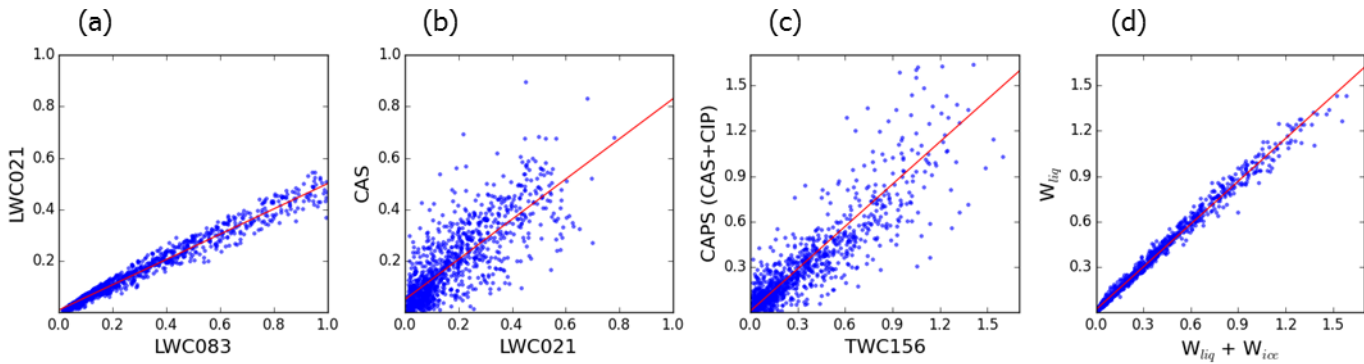 (a)
1.0
0.8
0.6
0.4
0.2
0.0 0.2 0.4 0.6 0.8 1.0
LWC021
LWC083
(b)
1.0
0.8
0.6
0.4
0.2
0.0 0.2 0.4 0.6 0.8 1.0
CAS
LWC021
(c)
1.5
1.2
0.9
0.6
0.3
0.0 0.3 0.6 0.9 1.2 1.5
CAPS (CAS+CIP)
TWC156
(d)
1.5
1.2
0.9
0.6
0.3
0.0 0.3 0.6 0.9 1.2 1.5
W_liq
W_liq + W_ice